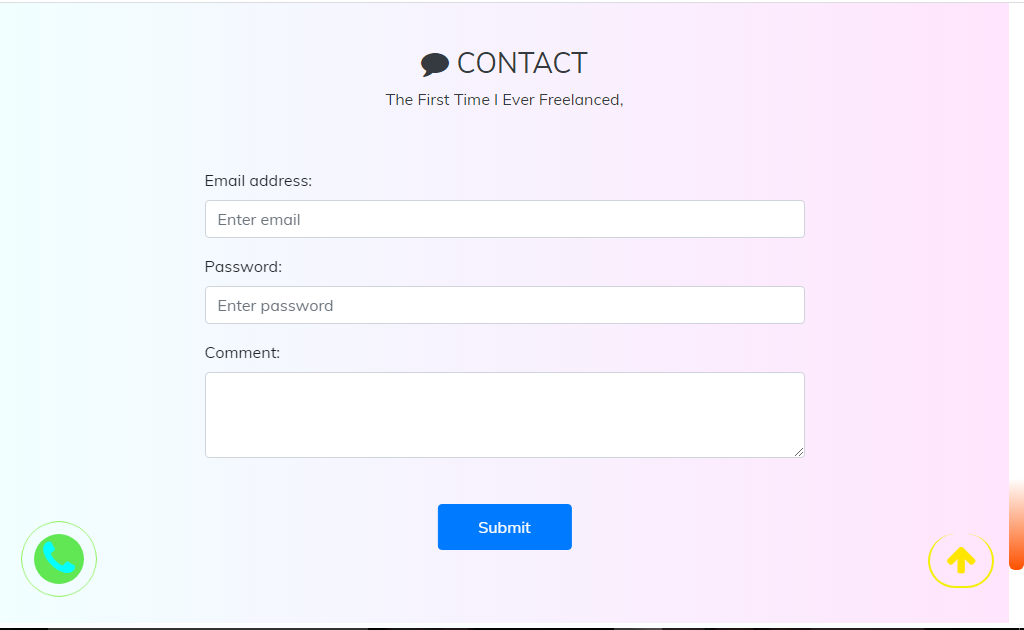 CONTACT
The First Time I Ever Freelanced,
Email address:
Enter email
Password:
Enter password
Comment:
Submit